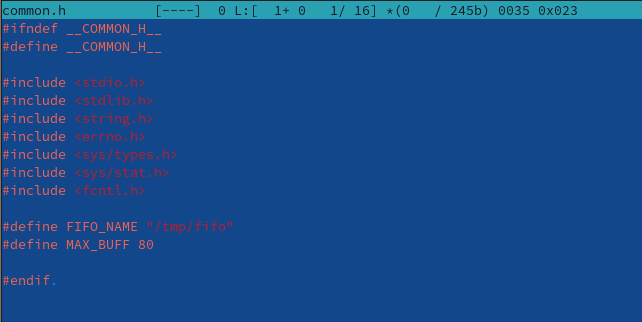 common.h [----] 0 L:[ 1+ 0 1/ 16] *(0 / 245b) 0035 0x023
#ifndef __COMMON_H__
#define __COMMON_H__
#include <stdio.h>
#include <stdlib.h>
#include <string.h>
#include <errno.h>
#include <sys/types.h>
#include <sys/stat.h>
#include <fcntl.h>
#define FIFO_NAME "/tmp/fifo"
#define MAX_BUFF 80
#endif.